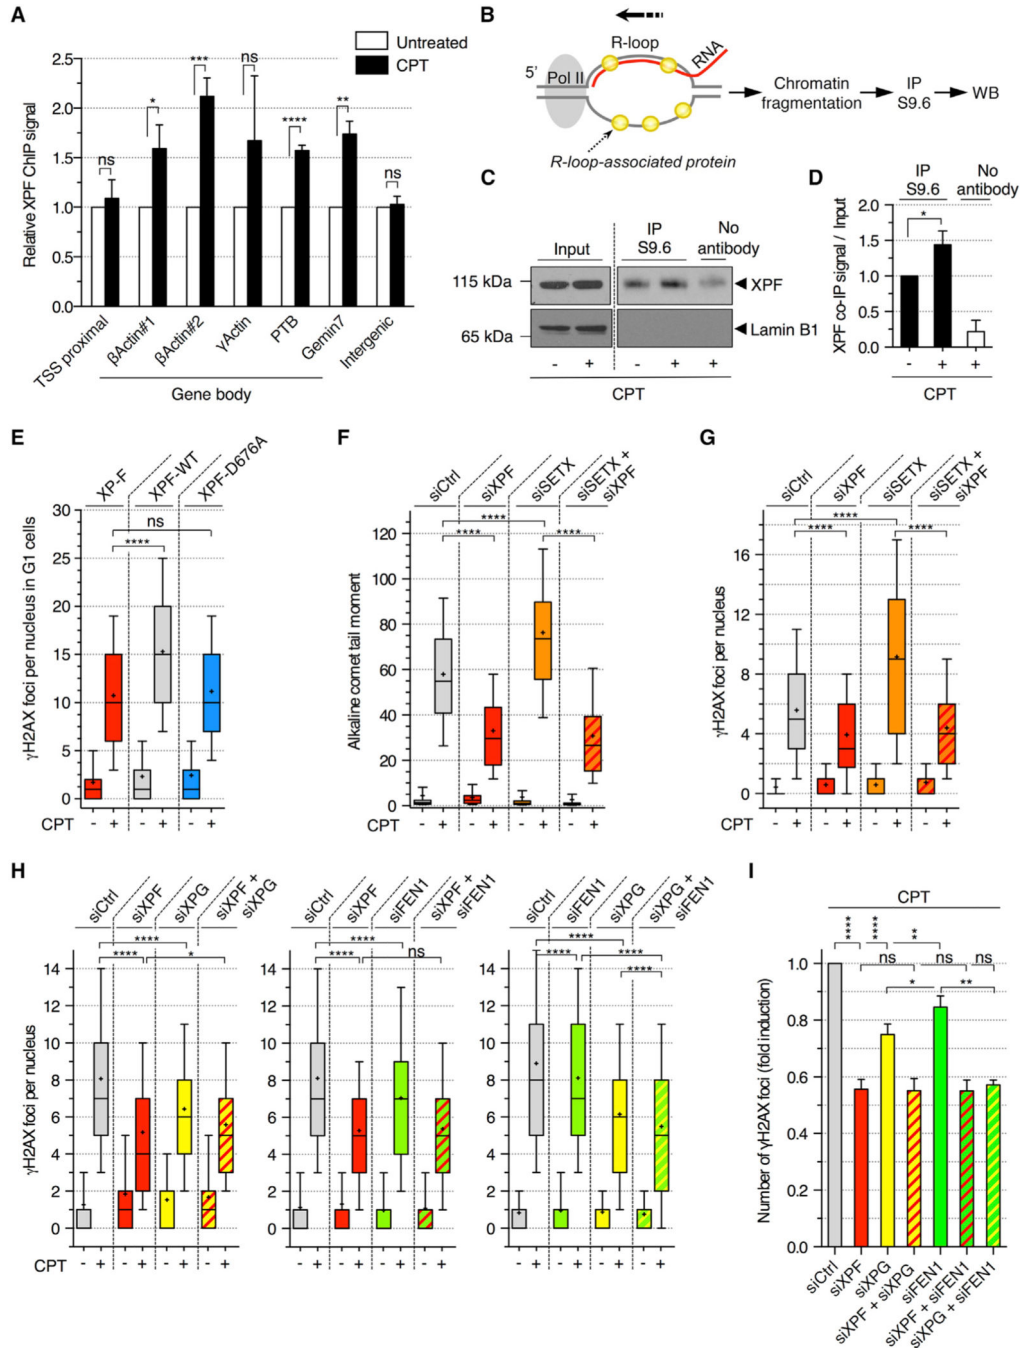 A
Untreated
CPT
Relative XPF ChIP signal
2.5
2.0
1.5
1.0
0.5
0.0
ns
*
***
ns
****
**
ns
TSS proximal
βActin#1
βActin#2
γActin
PTB
Gemin7
Intergenic
Gene body
B
R-loop
RNA
5'
Pol II
Chromatin
fragmentation
IP
S9.6
WB
R-loop-associated protein
C
Input
IP
S9.6
No
antibody
115 kDa
XPF
65 kDa
Lamin B1
- + - + +
CPT
D
IP
S9.6
No
antibody
XPF co-IP signal / Input
2.0
1.5
1.0
0.5
0.0
*
- + +
CPT
E
XP-F
XPF-WT
XPF-D676A
γH2AX foci per nucleus in G1 cells
30
25
20
15
10
5
0
ns
****
CPT - + - + - +
F
siCtrl
siXPF
siSETX
siSETX +
siXPF
Alkaline comet tail moment
120
100
80
60
40
20
0
****
**** ****
CPT - + - + - + - +
G
siCtrl
siXPF
siSETX
siSETX +
siXPF
γH2AX foci per nucleus
16
12
8
4
0
****
**** ****
CPT - + - + - + - +
H
siCtrl
siXPF
siXPG
siXPF +
siXPG
γH2AX foci per nucleus
14
12
10
8
6
4
2
0
****
**** *
CPT - + - + - + - +
siCtrl
siXPF
siFEN1
siXPF +
siFEN1
14
12
10
8
6
4
2
0
****
**** ns
- + - + - + - +
siCtrl
siFEN1
siXPG
siXPG +
siFEN1
14
12
10
8
6
4
2
0
****
**** ****
****
- + - + - + - +
I
CPT
Number of γH2AX foci (fold induction)
1.0
0.8
0.6
0.4
0.2
0.0
**** **** **
ns ns ns
* **
siCtrl
siXPF
siXPG
siXPF + siXPG
siFEN1
siXPF + siFEN1
siXPG + siFEN1